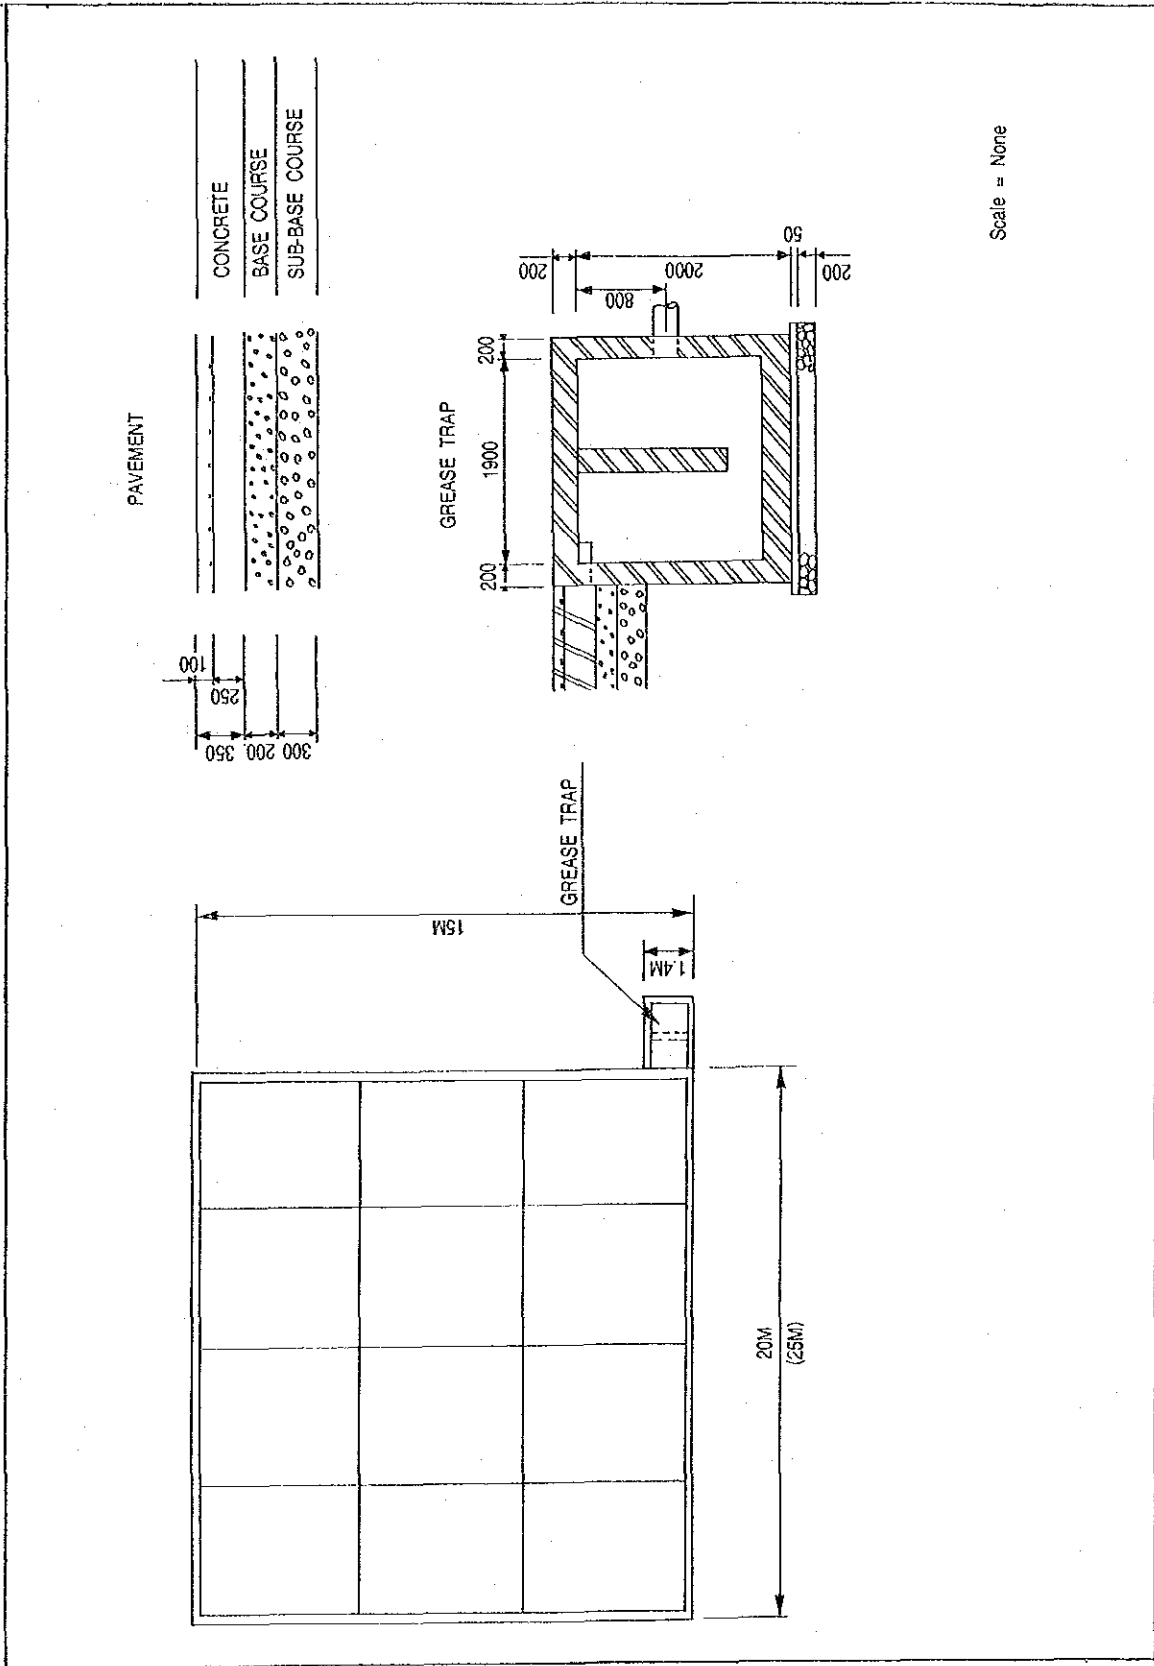 PAVEMENT
100
250
350
200
300
CONCRETE
BASE COURSE
SUB-BASE COURSE
GREASE TRAP
200
1900
200
200
800
2000
50
200
GREASE TRAP
15M
1.4M
20M
(25M)
Scale = None